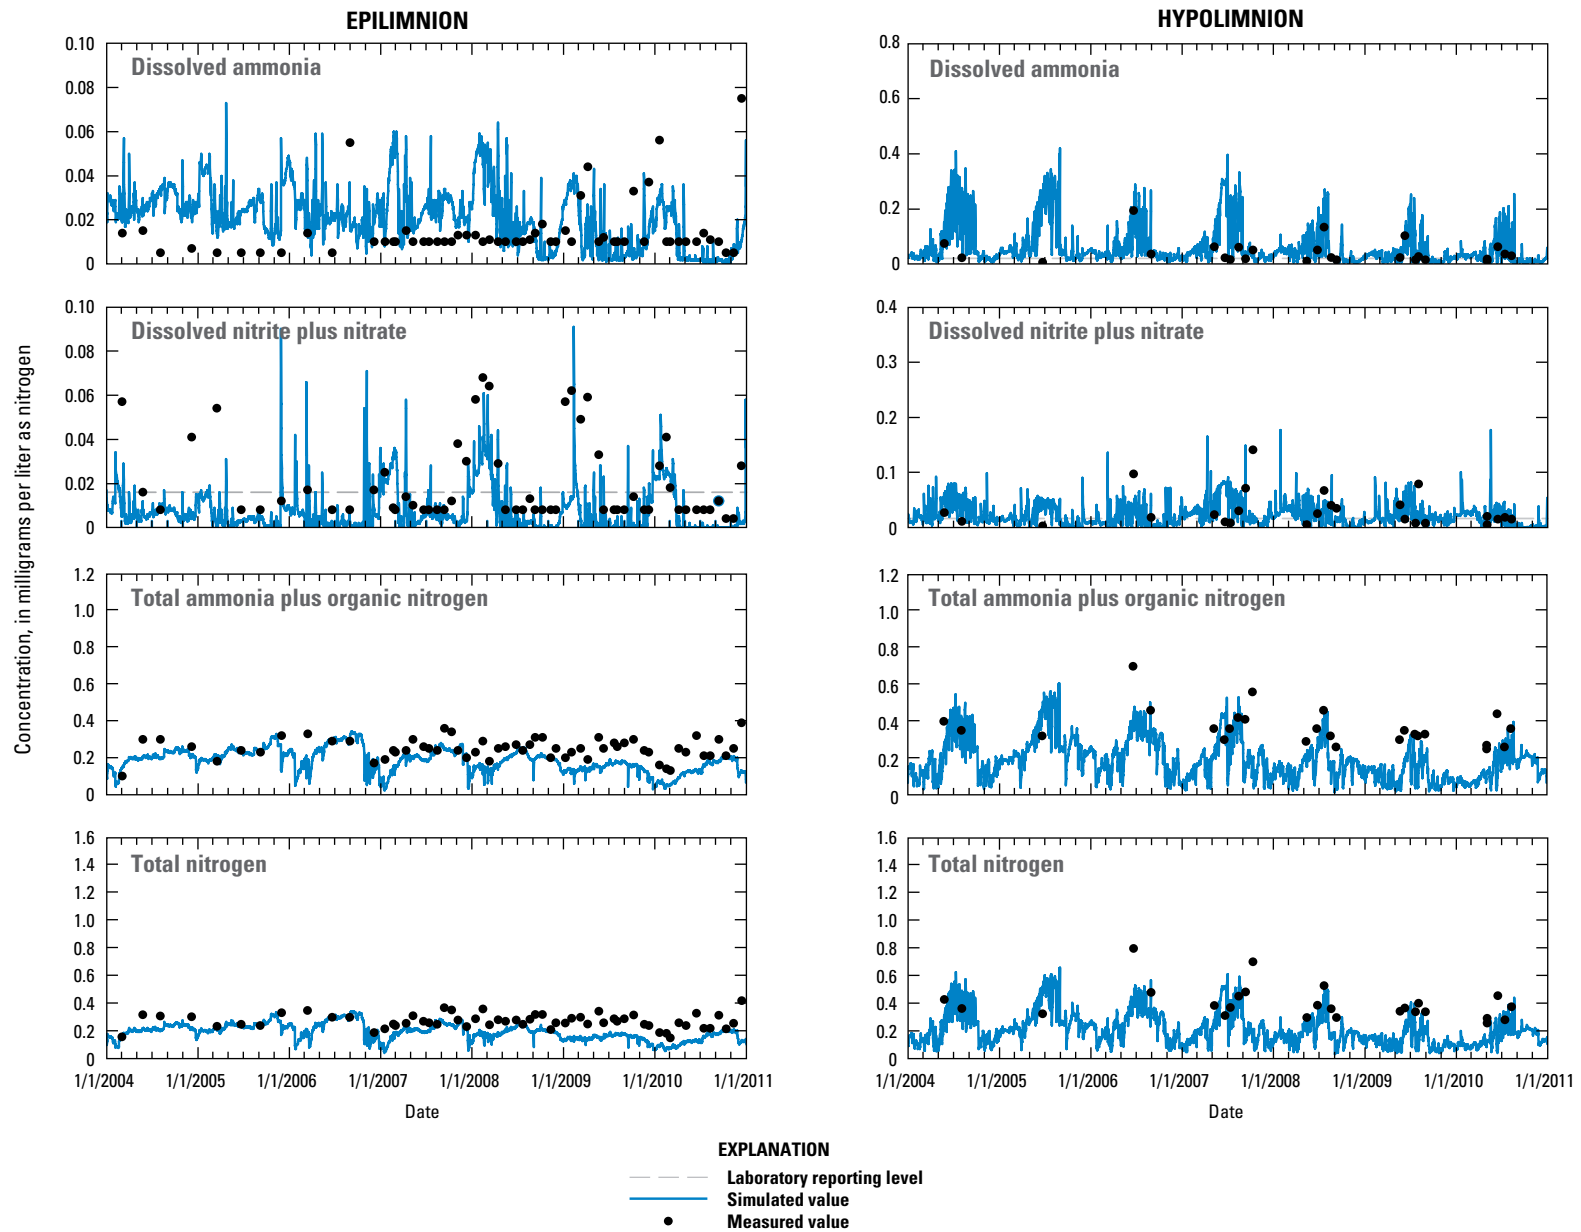 EPILIMNION
HYPOLIMNION
Concentration, in milligrams per liter as nitrogen
Dissolved ammonia
0.10
0.08
0.06
0.04
0.02
0
Dissolved ammonia
0.8
0.6
0.4
0.2
0
Dissolved nitrite plus nitrate
0.10
0.08
0.06
0.04
0.02
0
Dissolved nitrite plus nitrate
0.4
0.3
0.2
0.1
0
Total ammonia plus organic nitrogen
1.2
1.0
0.8
0.6
0.4
0.2
0
Total ammonia plus organic nitrogen
1.2
1.0
0.8
0.6
0.4
0.2
0
Total nitrogen
1.6
1.4
1.2
1.0
0.8
0.6
0.4
0.2
0
1/1/2004 1/1/2005 1/1/2006 1/1/2007 1/1/2008 1/1/2009 1/1/2010 1/1/2011
Date
Total nitrogen
1.6
1.4
1.2
1.0
0.8
0.6
0.4
0.2
0
1/1/2004 1/1/2005 1/1/2006 1/1/2007 1/1/2008 1/1/2009 1/1/2010 1/1/2011
Date
EXPLANATION
Laboratory reporting level
Simulated value
Measured value